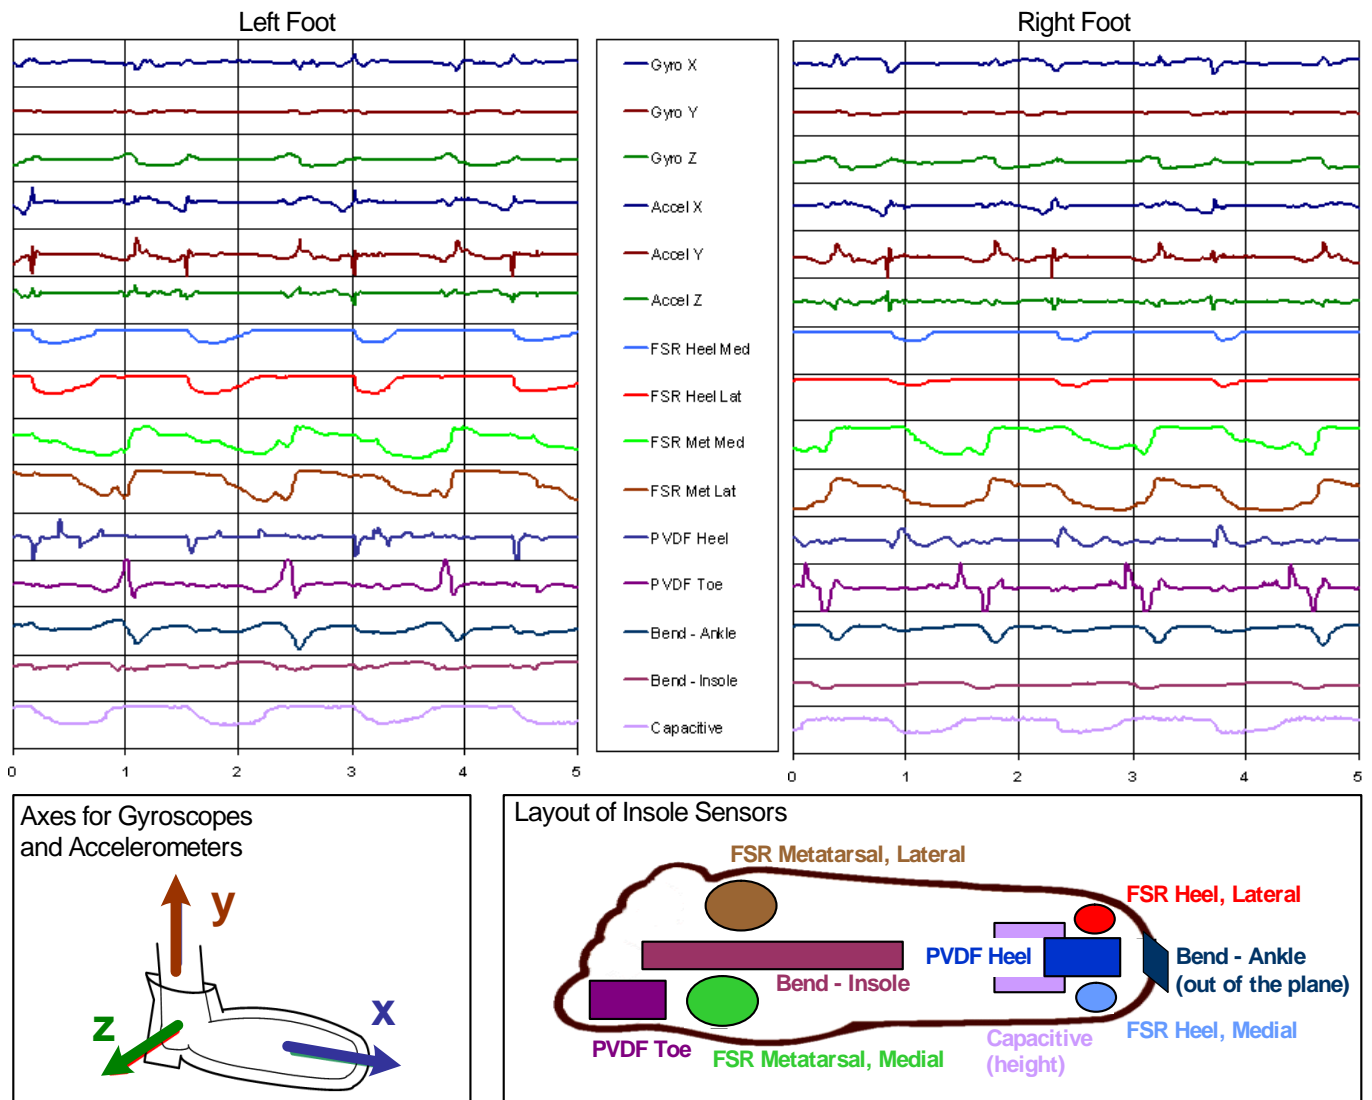 Left Foot
Right Foot
Gyro X
Gyro Y
Gyro Z
Accel X
Accel Y
Accel Z
FSR Heel Med
FSR Heel Lat
FSR Met Med
FSR Met Lat
PVDF Heel
PVDF Toe
Bend - Ankle
Bend - Insole
Capacitive
0 1 2 3 4 5
0 1 2 3 4 5
Axes for Gyroscopes
and Accelerometers
y
z
x
Layout of Insole Sensors
FSR Metatarsal, Lateral
FSR Heel, Lateral
PVDF Heel
Bend - Ankle
(out of the plane)
Bend - Insole
PVDF Toe
FSR Metatarsal, Medial
Capacitive
(height)
FSR Heel, Medial